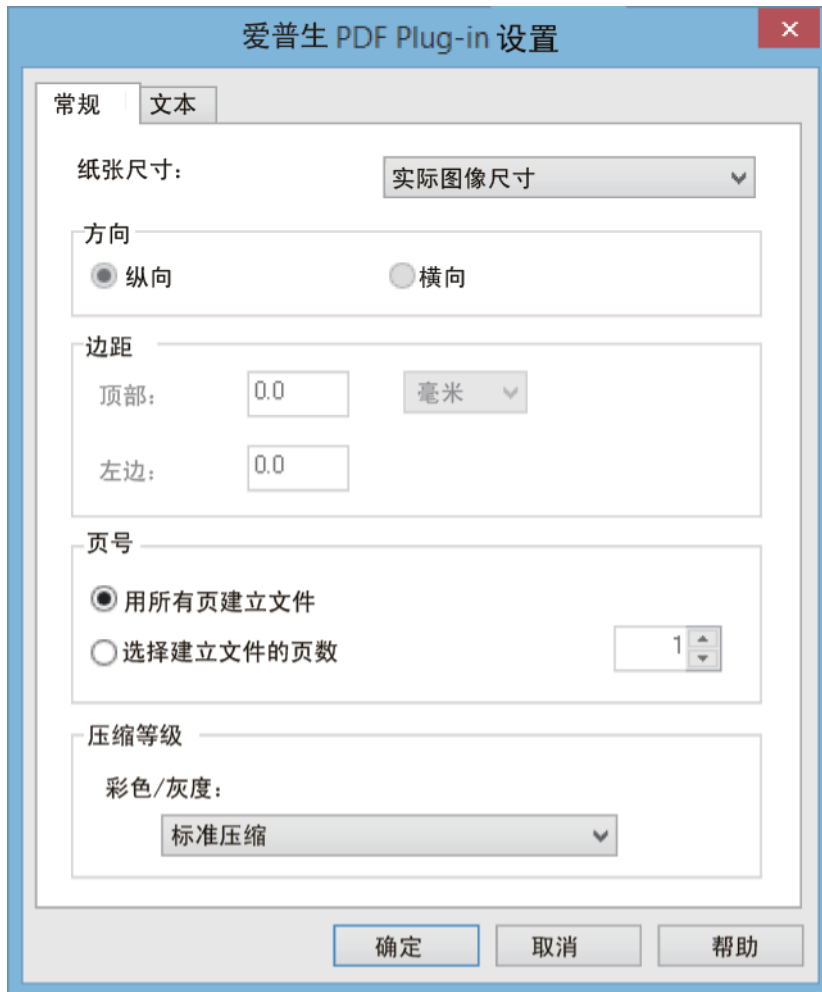 爱普生 PDF Plug-in 设置
常规 文本
纸张尺寸： 实际图像尺寸
方向
纵向 横向
边距
顶部： 0.0 毫米
左边： 0.0
页号
用所有页建立文件
选择建立文件的页数 1
压缩等级
彩色/灰度：
标准压缩
确定 取消 帮助